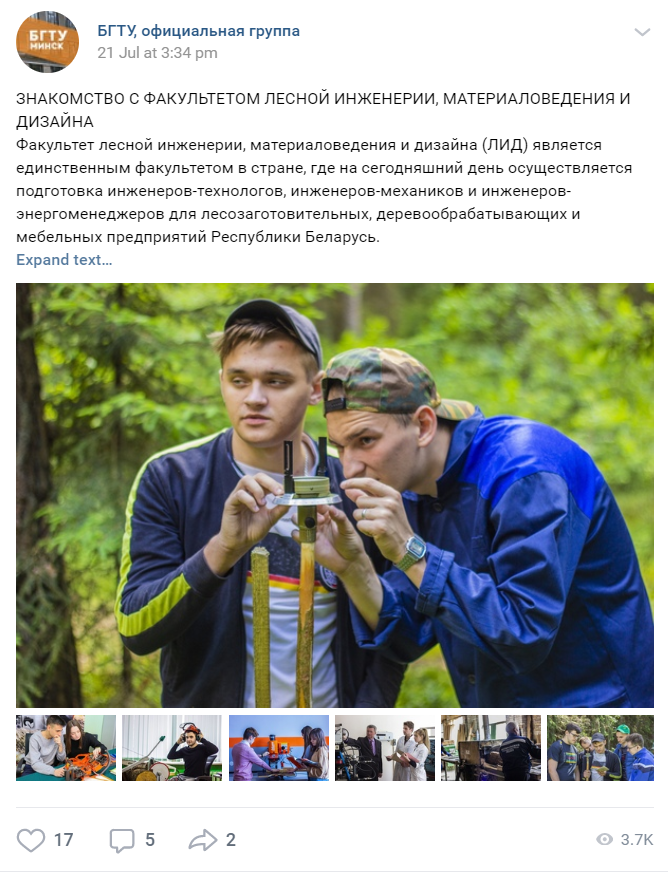 БГТУ
МИНСК
БГТУ, официальная группа
21 Jul at 3:34 pm
ЗНАКОМСТВО С ФАКУЛЬТЕТОМ ЛЕСНОЙ ИНЖЕНЕРИИ, МАТЕРИАЛОВЕДЕНИЯ И
ДИЗАЙНА
Факультет лесной инженерии, материаловедения и дизайна (ЛИД) является
единственным факультетом в стране, где на сегодняшний день осуществляется
подготовка инженеров-технологов, инженеров-механиков и инженеров-
энергоменеджеров для лесозаготовительных, деревообрабатывающих и
мебельных предприятий Республики Беларусь.
Expand text…
17
5
2
3.7K